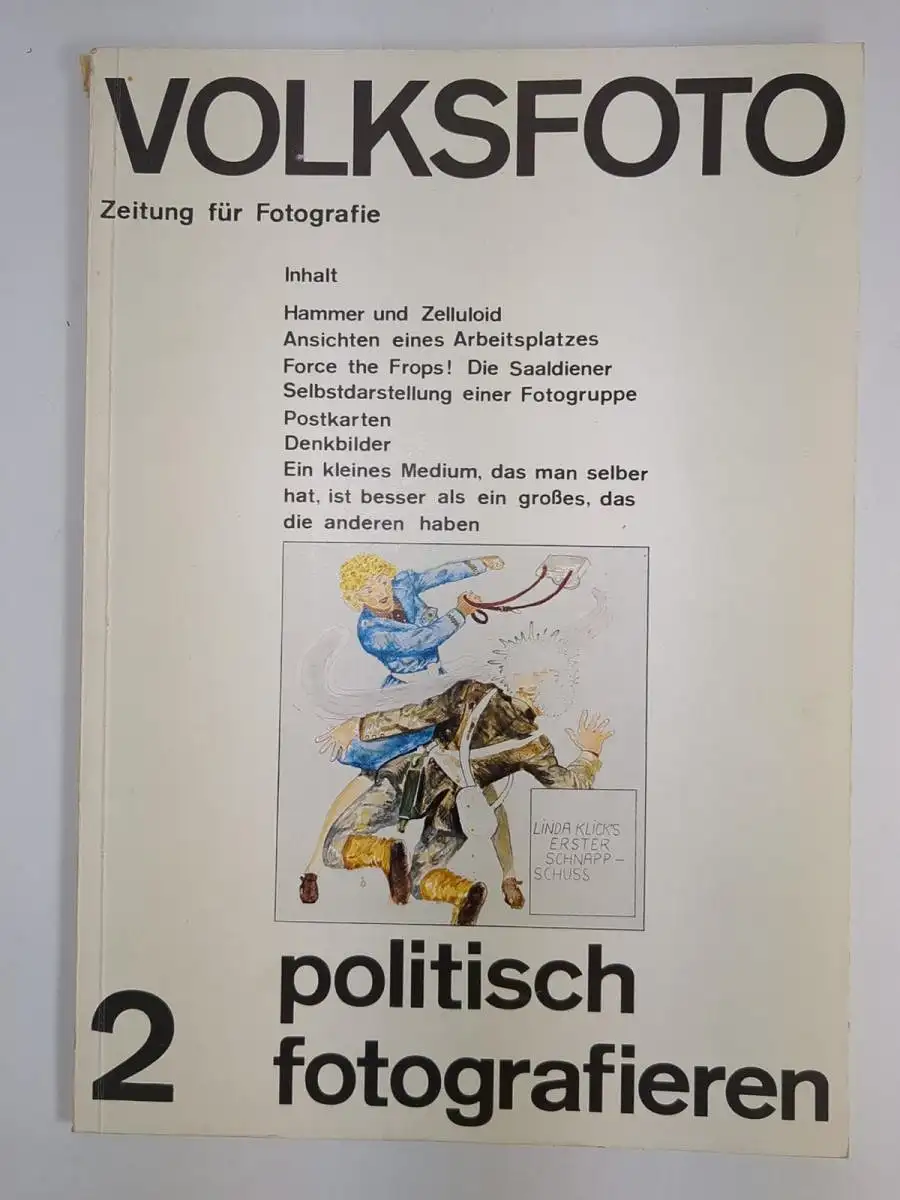 VOLKSFOTO
Zeitung für Fotografie
Inhalt
Hammer und Zelluloid
Ansichten eines Arbeitsplatzes
Force the Frops! Die Saaldiener
Selbstdarstellung einer Fotogruppe
Postkarten
Denkbilder
Ein kleines Medium, das man selber
hat, ist besser als ein großes, das
die anderen haben
LINDA KLICK'S
ERSTER
SCHNAPP-
SCHUSS
2
politisch
fotografieren